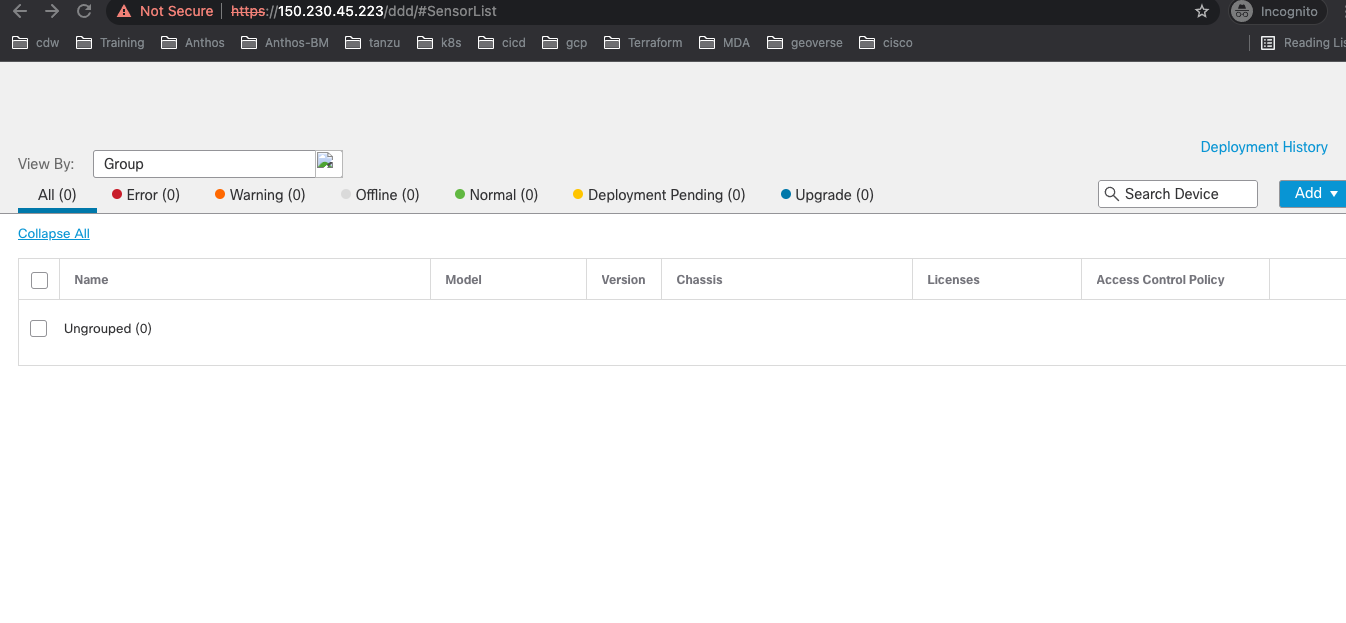 Not Secure https://150.230.45.223/ddd/#SensorList Incognito
cdw Training Anthos Anthos-BM tanzu k8s cicd gcp Terraform MDA geoverse cisco Reading Lis
Deployment History
View By: Group
All (0) Error (0) Warning (0) Offline (0) Normal (0) Deployment Pending (0) Upgrade (0) Search Device Add
Collapse All
Name Model Version Chassis Licenses Access Control Policy
Ungrouped (0)